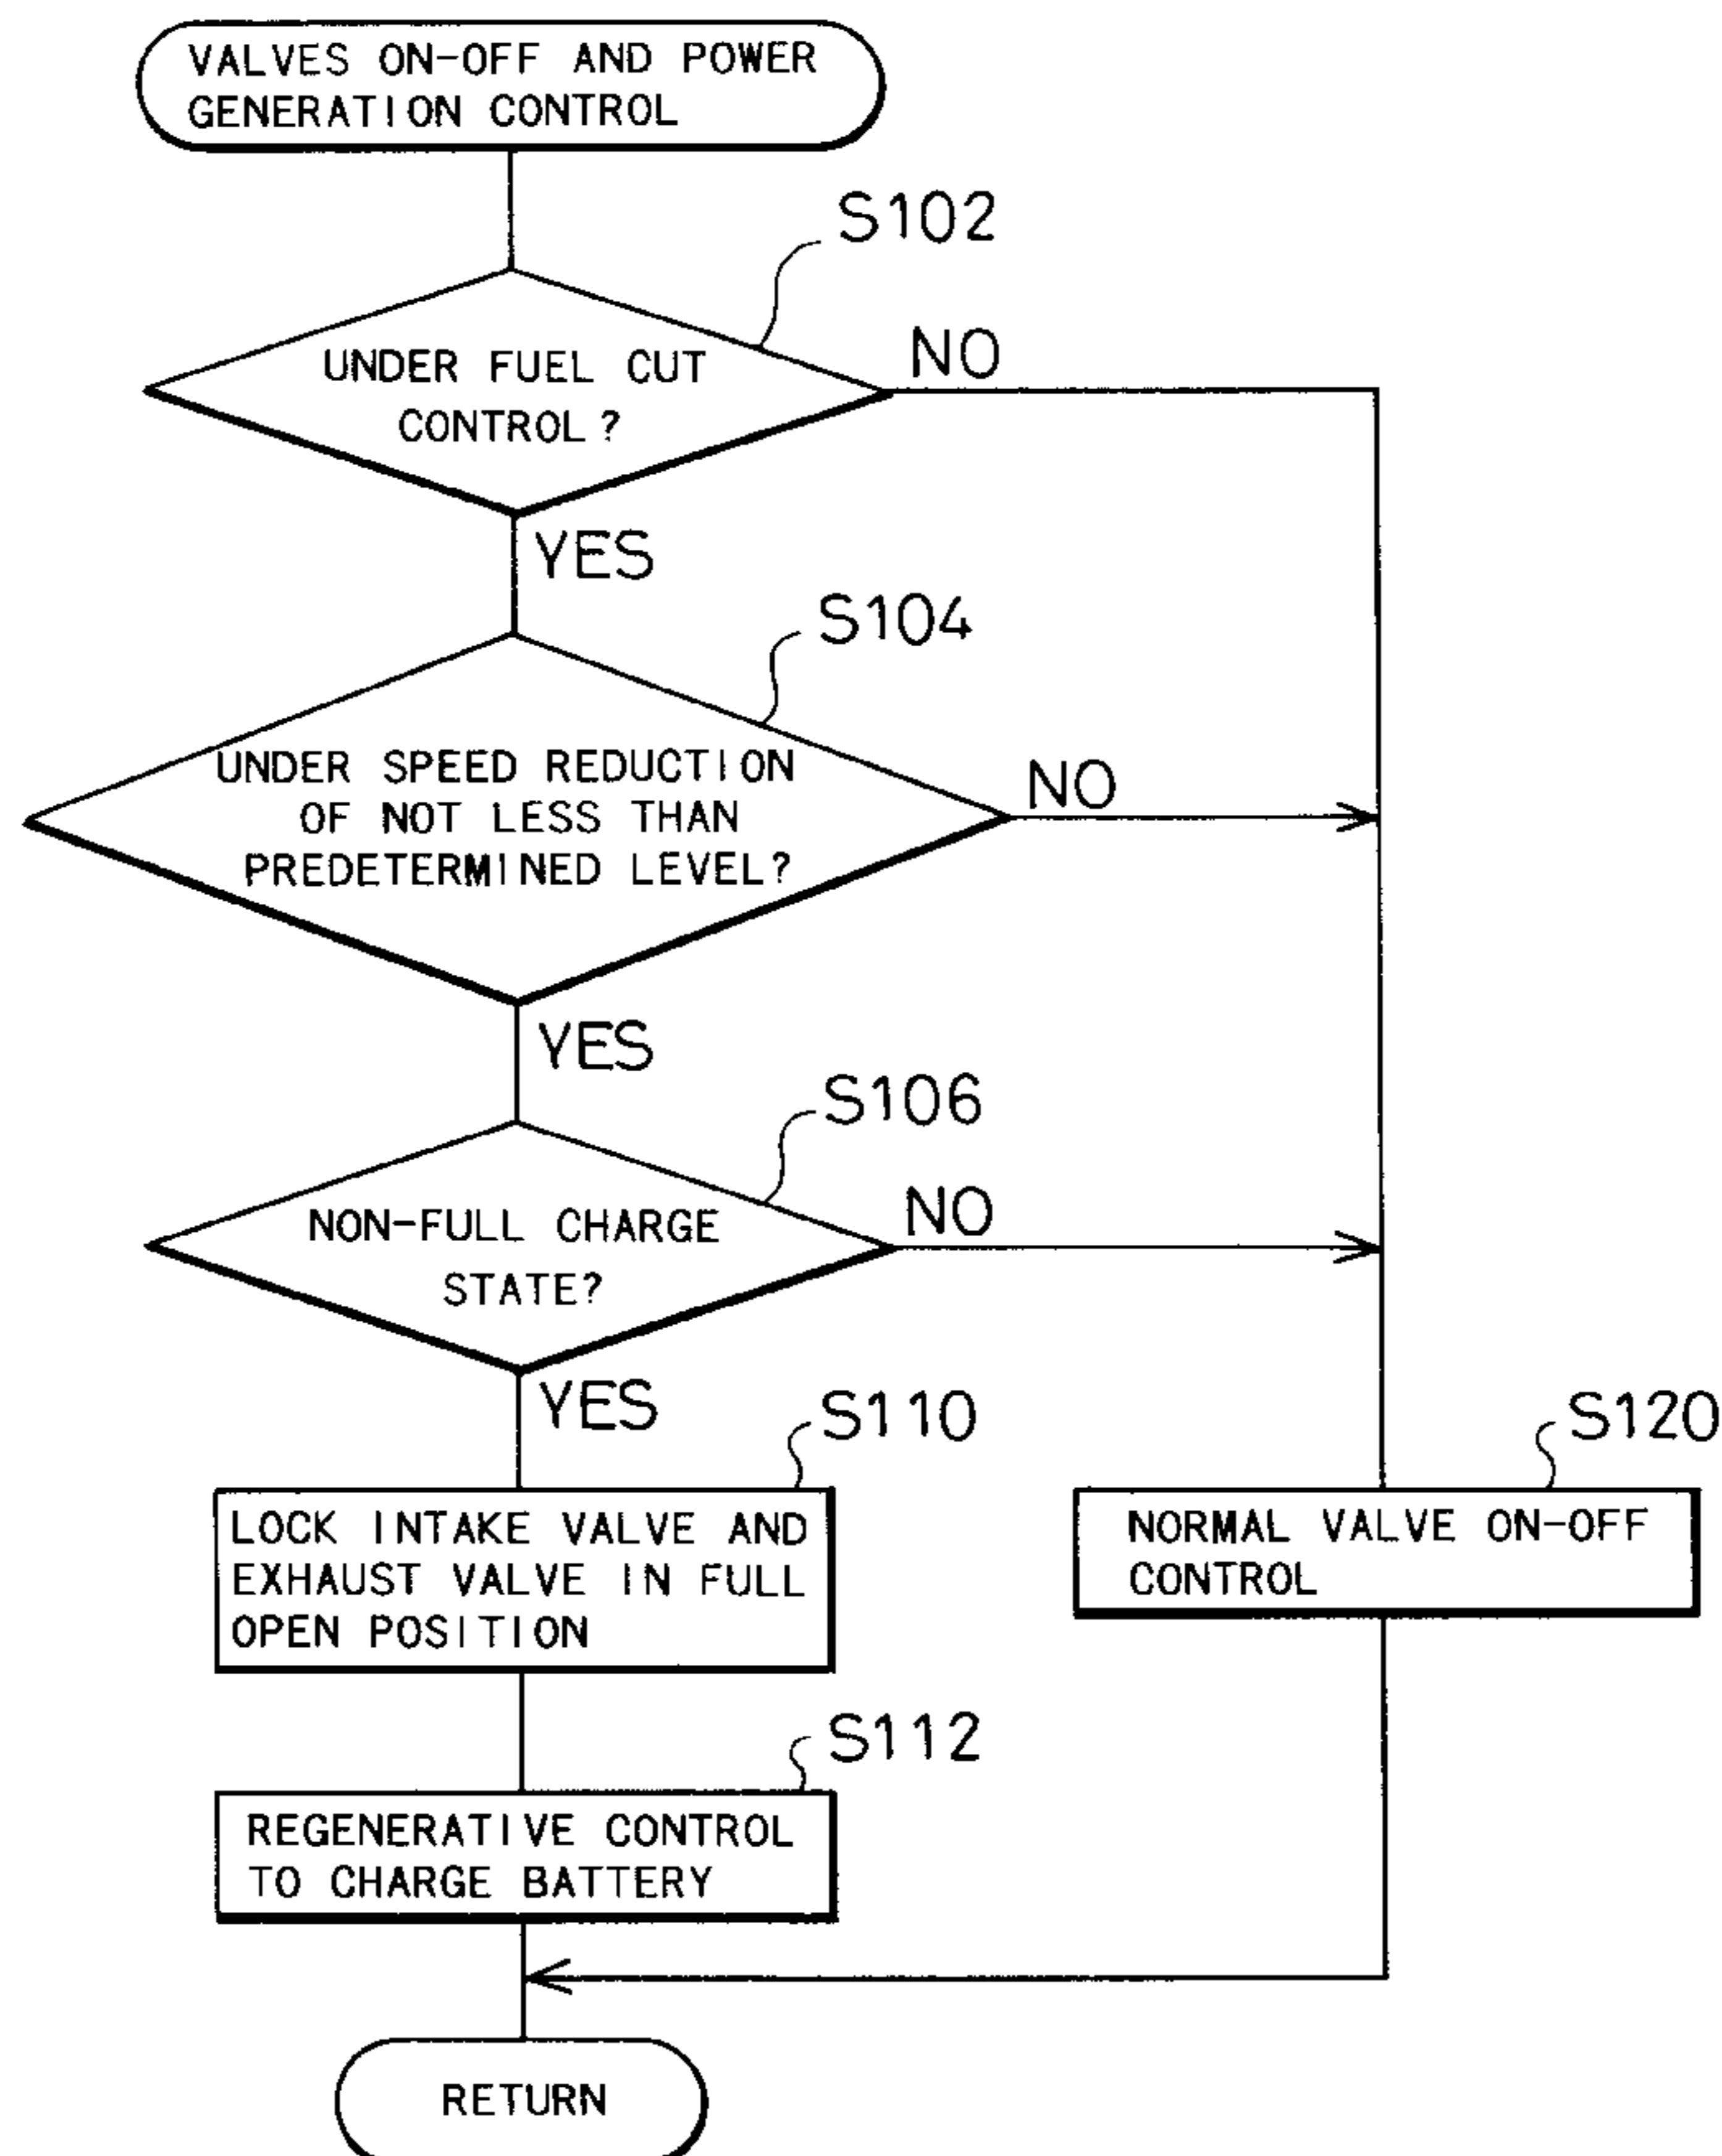 VALVES ON-OFF AND POWER
GENERATION CONTROL
S102
UNDER FUEL CUT
CONTROL?
NO
YES
S104
UNDER SPEED REDUCTION
OF NOT LESS THAN
PREDETERMINED LEVEL?
NO
YES
S106
NON-FULL CHARGE
STATE?
NO
YES
S110
LOCK INTAKE VALVE AND
EXHAUST VALVE IN FULL
OPEN POSITION
S120
NORMAL VALVE ON-OFF
CONTROL
S112
REGENERATIVE CONTROL
TO CHARGE BATTERY
RETURN